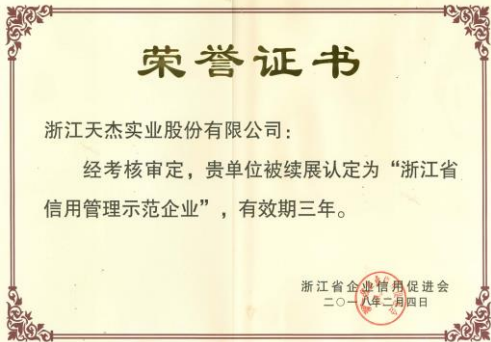 荣誉证书
浙江天杰实业股份有限公司：
经考核审定，贵单位被续展认定为“浙江省
信用管理示范企业”，有效期三年。
浙江省企业信用促进会
二〇一八年二月四日